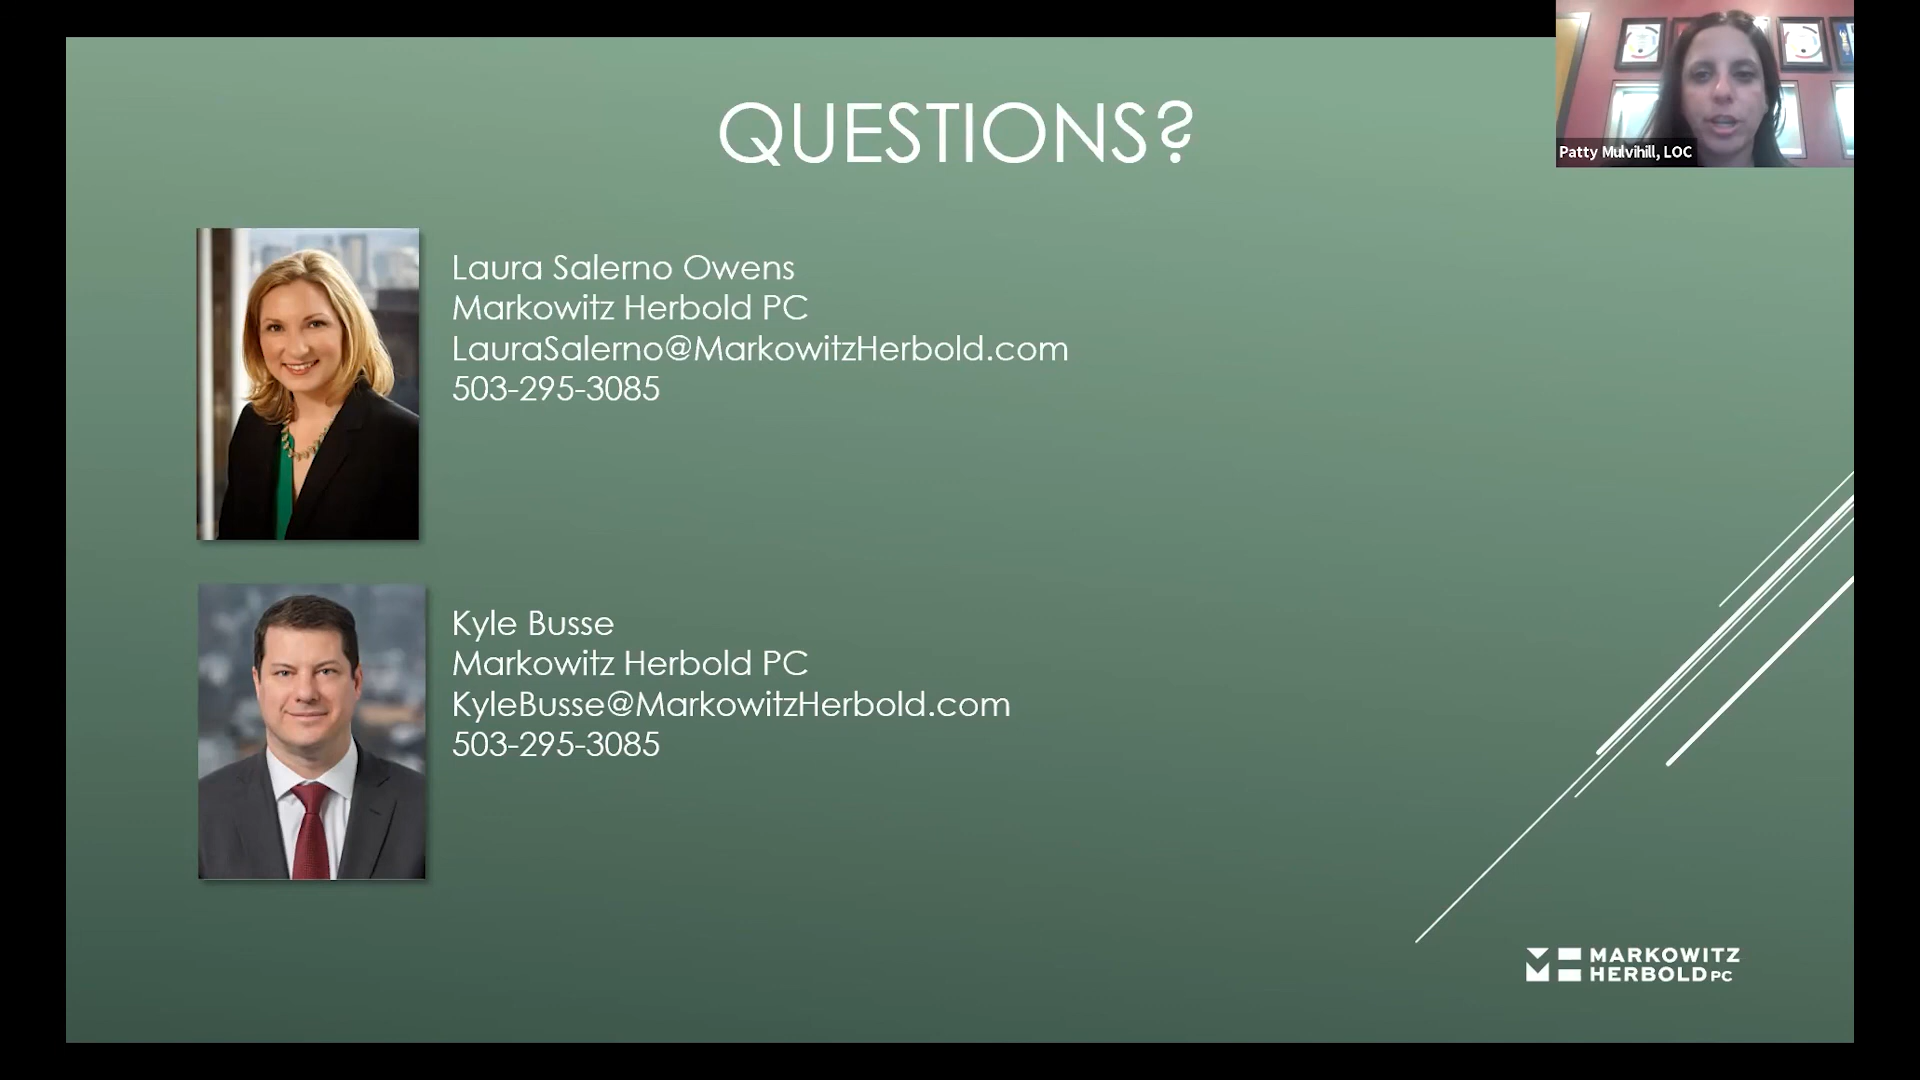 QUESTIONS?
Patty Mulvihill, LOC
Laura Salerno Owens
Markowitz Herbold PC
LauraSalerno@MarkowitzHerbold.com
503-295-3085
Kyle Busse
Markowitz Herbold PC
KyleBusse@MarkowitzHerbold.com
503-295-3085
MARKOWITZ
HERBOLD PC